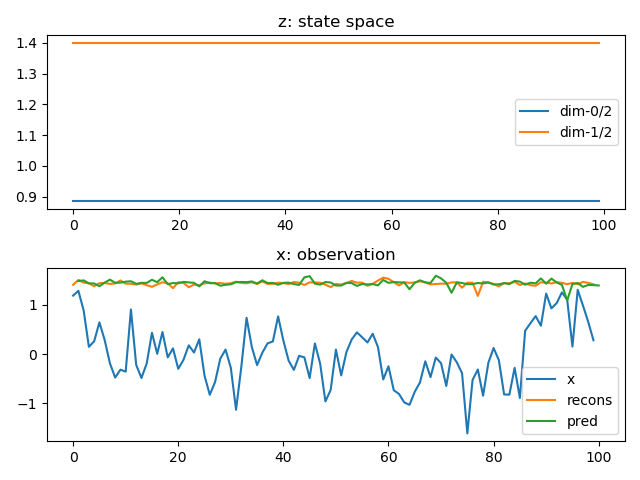 z: state space
1.4
1.3
1.2
1.1
1.0
0.9
dim-0/2
dim-1/2
0 20 40 60 80 100
x: observation
1
0
−1
x
recons
pred
0 20 40 60 80 100